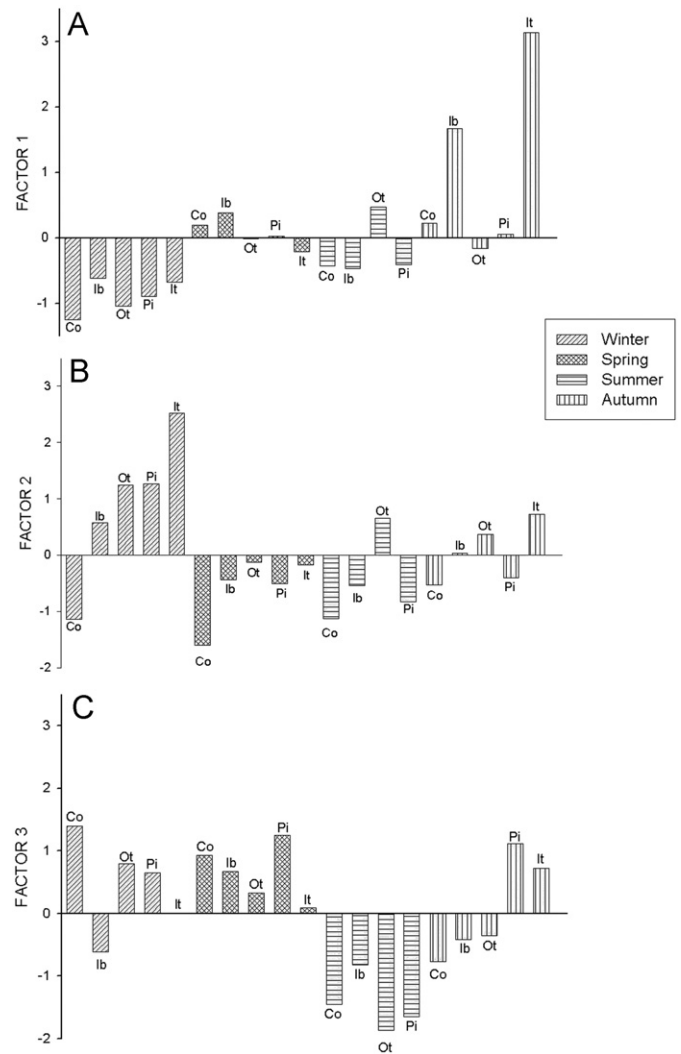 A
3
2
1
0
-1
FACTOR 1
Co Ib Ot Pi It Co Ib Ot Pi It Co Ib Ot Pi Co Ib Ot Pi It
Winter
Spring
Summer
Autumn
B
3
2
1
0
-1
-2
FACTOR 2
Co Ib Ot Pi It Co Ib Ot Pi It Co Ib Ot Pi Co Ib Ot Pi It
C
3
2
1
0
-1
-2
FACTOR 3
Co Ib Ot Pi It Co Ib Ot Pi It Co Ib Ot Pi Co Ib Ot Pi It